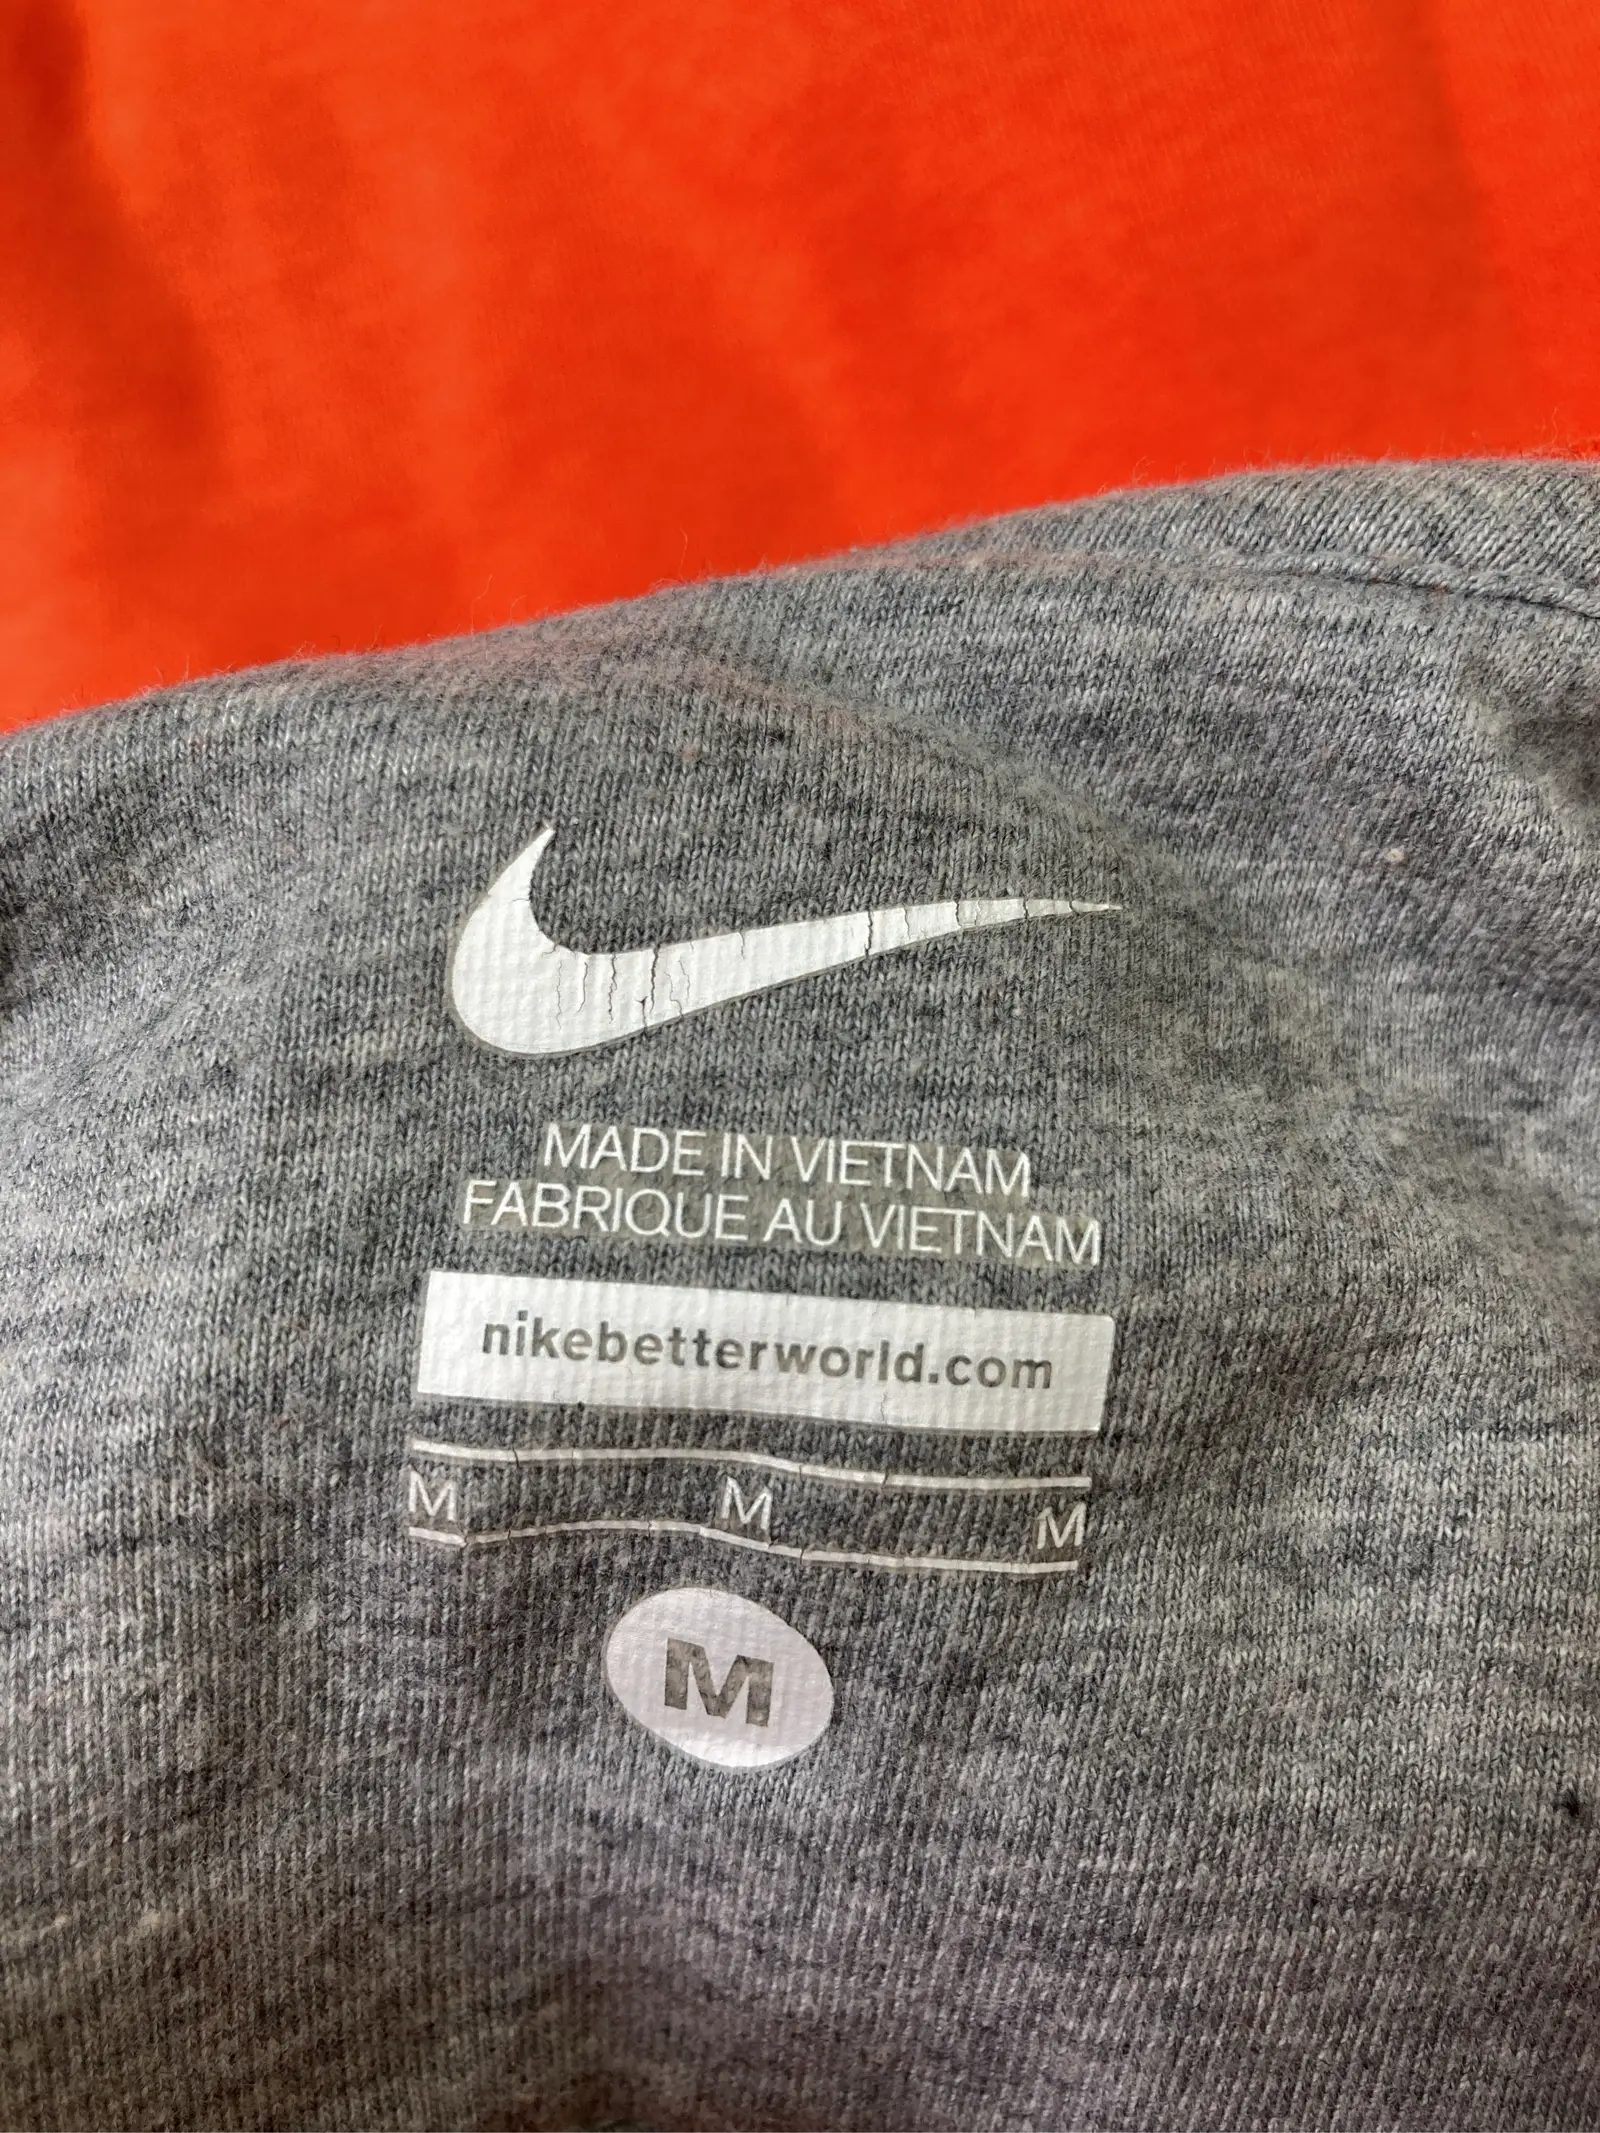 MADE IN VIETNAM
FABRIQUE AU VIETNAM
nikebetterworld.com
M M M
M